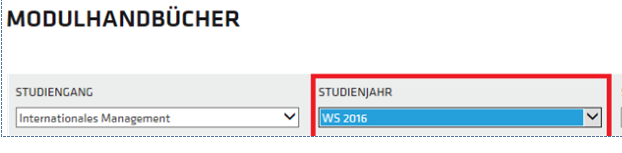 MODULHANDBÜCHER
STUDIENGANG
Internationales Management
STUDIENJAHR
WS 2016